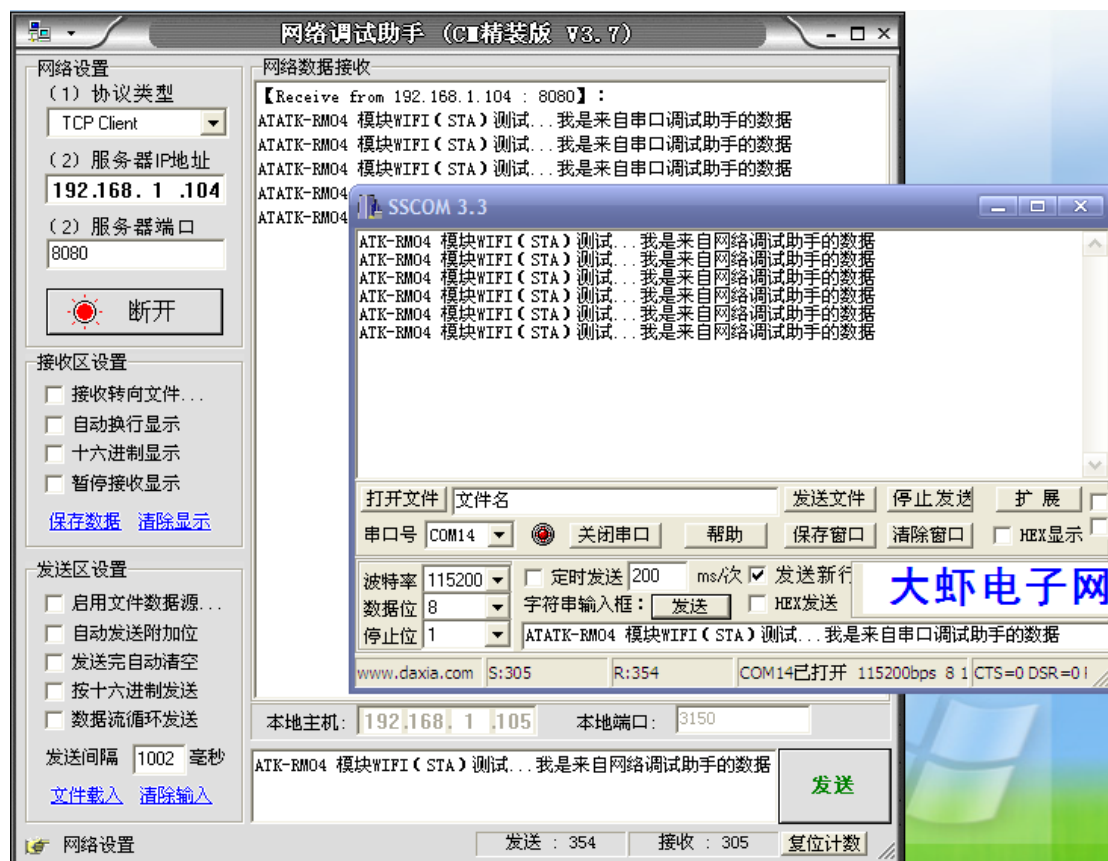 网络调试助手 (CⅡ精装版 V3.7)
网络设置
(1) 协议类型
TCP Client
(2) 服务器IP地址
192.168. 1 .104
(2) 服务器端口
8080
断开
接收区设置
接收转向文件...
自动换行显示
十六进制显示
暂停接收显示
保存数据 清除显示
发送区设置
启用文件数据源...
自动发送附加位
发送完自动清空
按十六进制发送
数据流循环发送
发送间隔 1002 毫秒
文件载入 清除输入
网络数据接收
【Receive from 192.168.1.104 : 8080】:
ATATK-RM04 模块WIFI(STA)测试...我是来自串口调试助手的数据
ATATK-RM04 模块WIFI(STA)测试...我是来自串口调试助手的数据
ATATK-RM04 模块WIFI(STA)测试...我是来自串口调试助手的数据
ATATK-RM04
ATATK-RM04
SSCOM 3.3
ATK-RM04 模块WIFI(STA)测试...我是来自网络调试助手的数据
ATK-RM04 模块WIFI(STA)测试...我是来自网络调试助手的数据
ATK-RM04 模块WIFI(STA)测试...我是来自网络调试助手的数据
ATK-RM04 模块WIFI(STA)测试...我是来自网络调试助手的数据
ATK-RM04 模块WIFI(STA)测试...我是来自网络调试助手的数据
ATK-RM04 模块WIFI(STA)测试...我是来自网络调试助手的数据
打开文件 文件名 发送文件 停止发送 扩 展
串口号 COM14 关闭串口 帮助 保存窗口 清除窗口 HEX显示
波特率 115200 定时发送 200 ms/次 发送新行
大虾电子网
数据位 8 字符串输入框: 发送 HEX发送
停止位 1 ATATK-RM04 模块WIFI(STA)测试...我是来自串口调试助手的数据
www.daxia.com S:305 R:354 COM14已打开 115200bps 8 1 CTS=0 DSR=0
本地主机: 192.168. 1 .105 本地端口: 3150
ATK-RM04 模块WIFI(STA)测试...我是来自网络调试助手的数据
发送
网络设置 发送 : 354 接收 : 305 复位计数